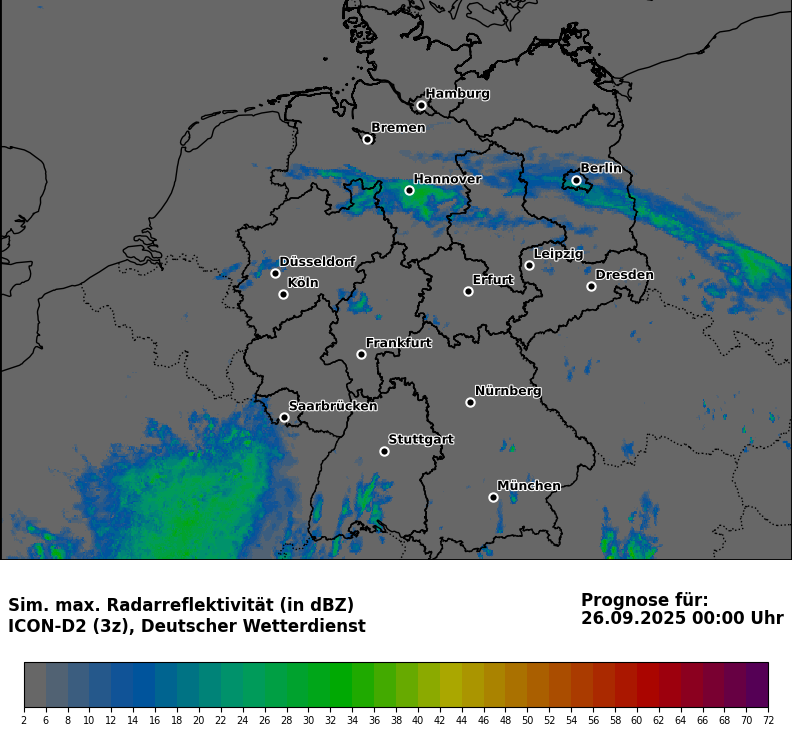 Hamburg
Bremen
Berlin
Hannover
Leipzig
Düsseldorf
Dresden
Köln
Erfurt
Frankfurt
Nürnberg
Saarbrücken
Stuttgart
München
Sim. max. Radarreflektivität (in dBZ)
ICON-D2 (3z), Deutscher Wetterdienst
Prognose für:
26.09.2025 00:00 Uhr
2 6 8 10 12 14 16 18 20 22 24 26 28 30 32 34 36 38 40 42 44 46 48 50 52 54 56 58 60 62 64 66 68 70 72